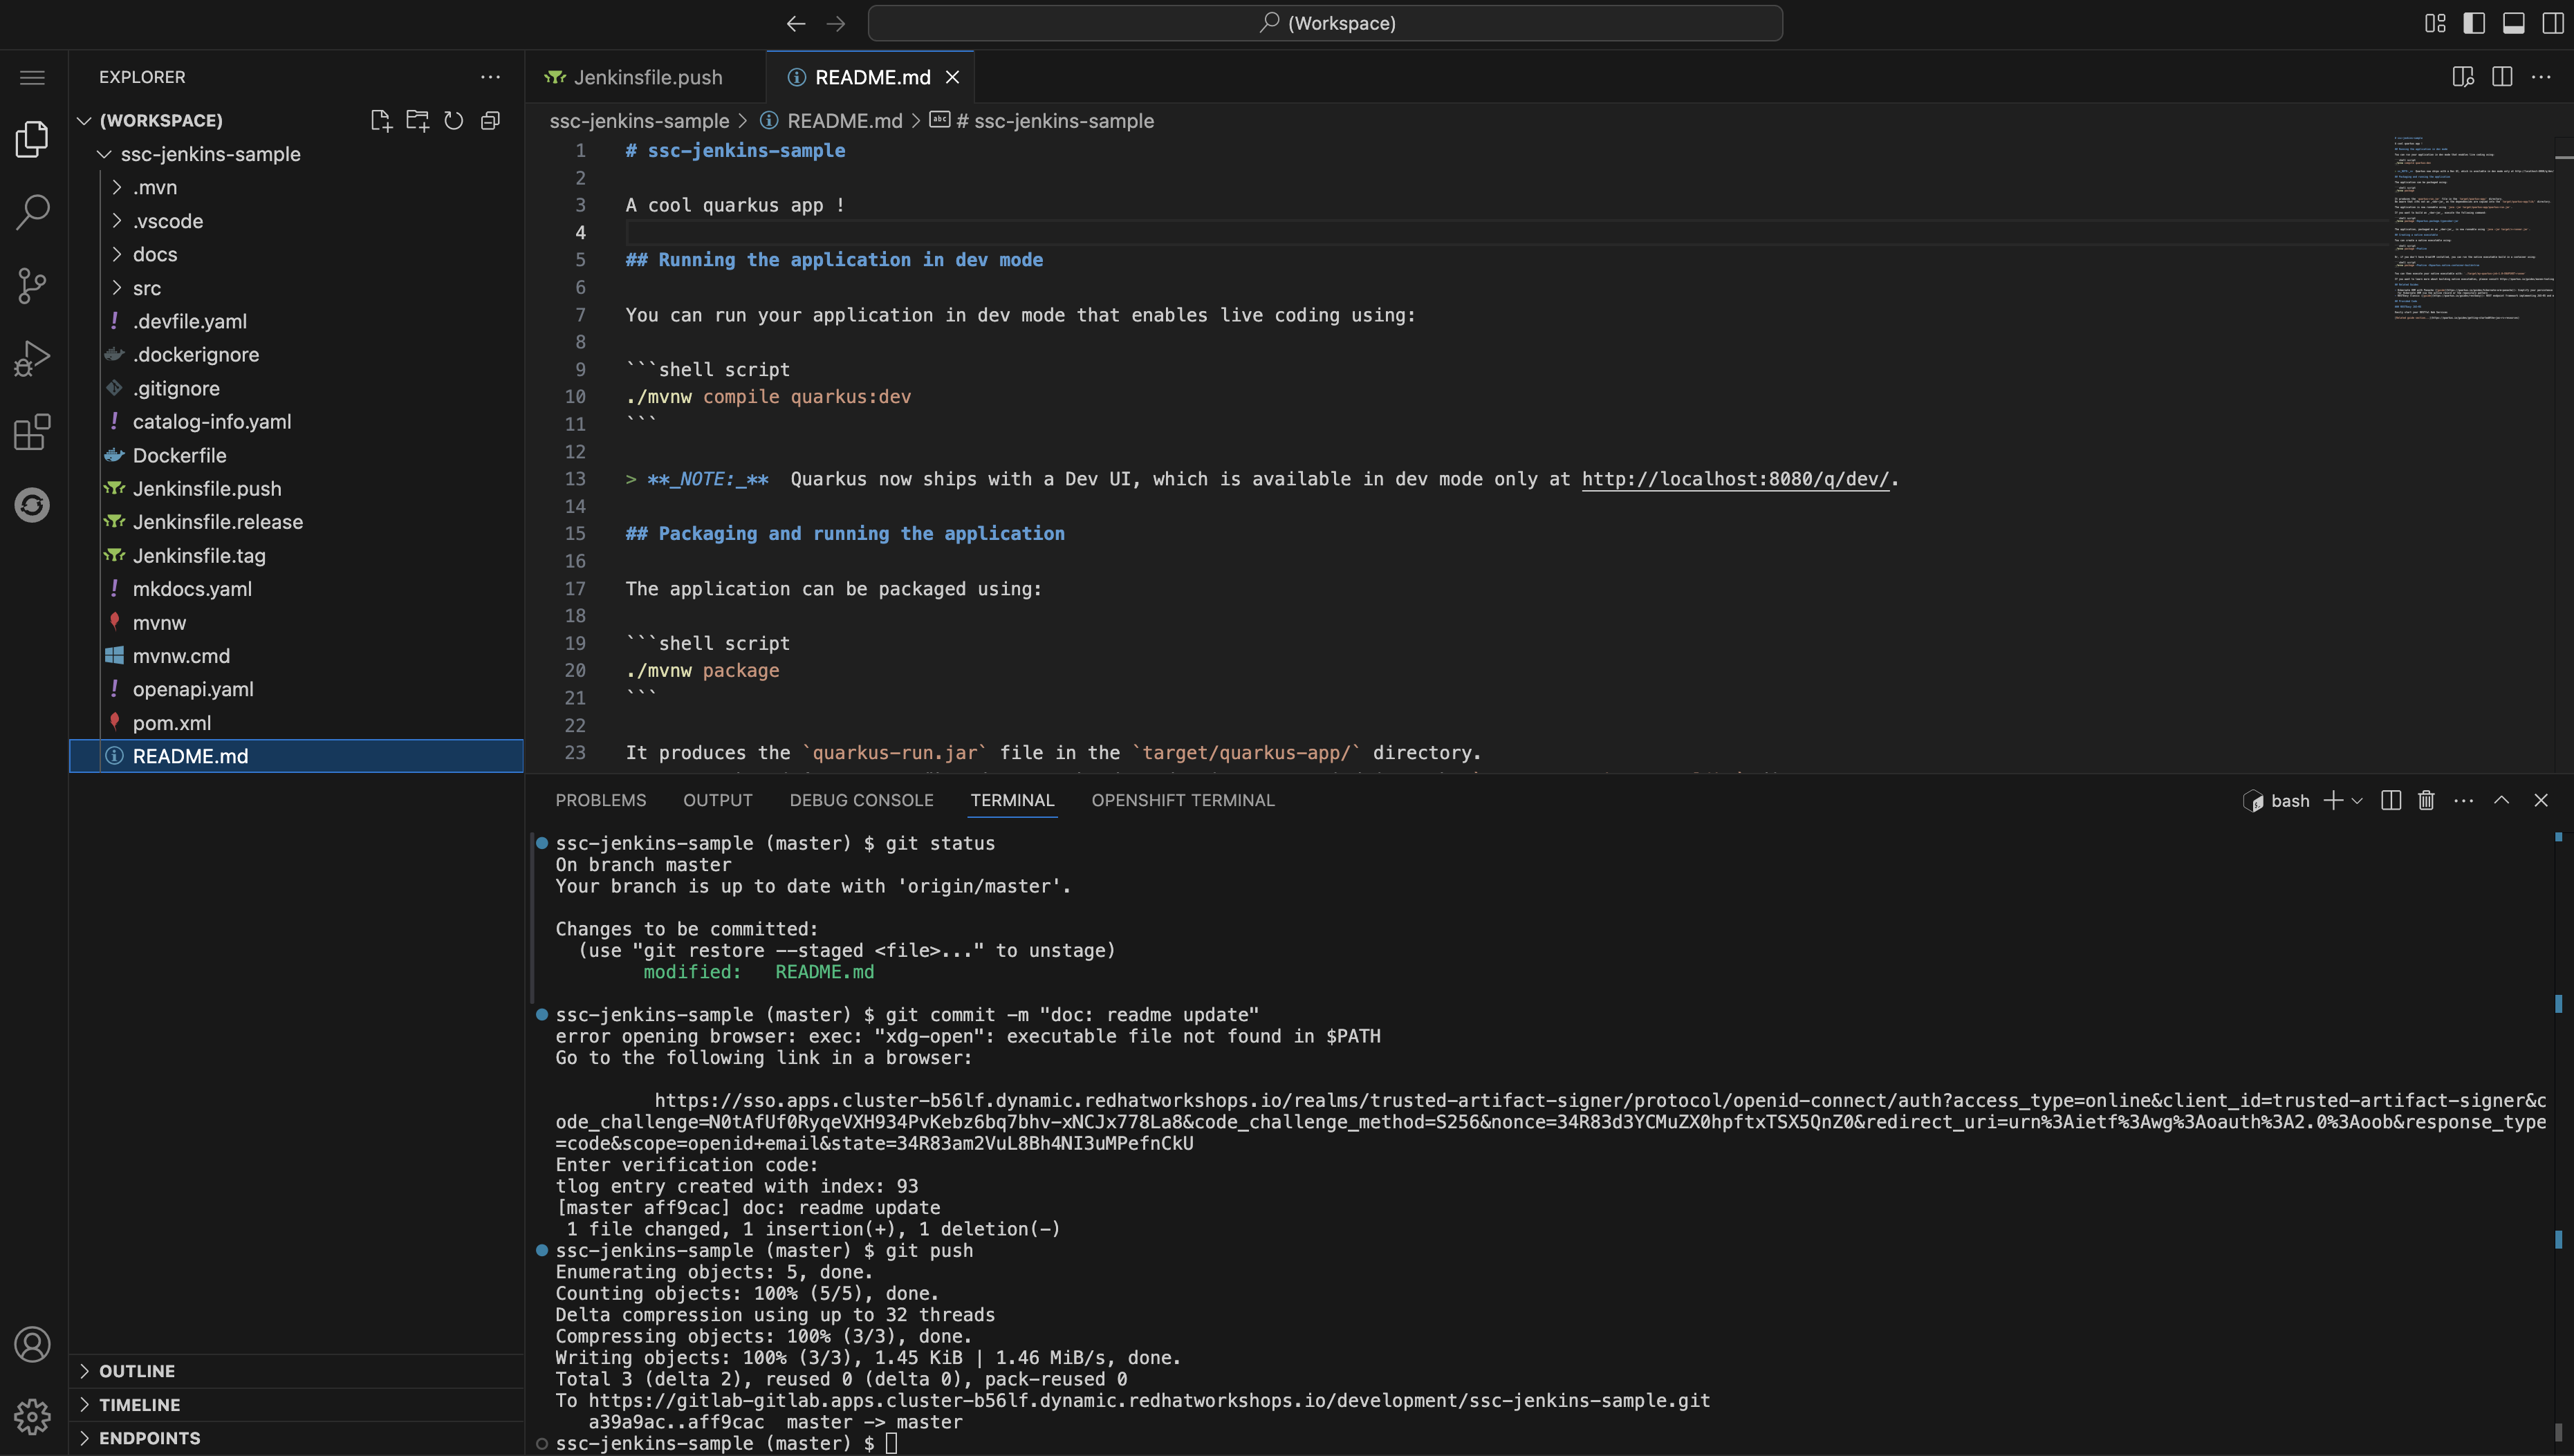 (Workspace)
EXPLORER
(WORKSPACE)
ssc-jenkins-sample
.mvn
.vscode
docs
src
.devfile.yaml
.dockerignore
.gitignore
catalog-info.yaml
Dockerfile
Jenkinsfile.push
Jenkinsfile.release
Jenkinsfile.tag
mkdocs.yaml
mvnw
mvnw.cmd
openapi.yaml
pom.xml
README.md
OUTLINE
TIMELINE
ENDPOINTS
Jenkinsfile.push
README.md
ssc-jenkins-sample > README.md > # ssc-jenkins-sample
1 # ssc-jenkins-sample
2
3 A cool quarkus app !
4
5 ## Running the application in dev mode
6
7 You can run your application in dev mode that enables live coding using:
8
9 ```shell script
10 ./mvnw compile quarkus:dev
11 ```
12
13 > **_NOTE:_**  Quarkus now ships with a Dev UI, which is available in dev mode only at http://localhost:8080/q/dev/.
14
15 ## Packaging and running the application
16
17 The application can be packaged using:
18
19 ```shell script
20 ./mvnw package
21 ```
22
23 It produces the `quarkus-run.jar` file in the `target/quarkus-app/` directory.
PROBLEMS OUTPUT DEBUG CONSOLE TERMINAL OPENSHIFT TERMINAL
bash
ssc-jenkins-sample (master) $ git status
On branch master
Your branch is up to date with 'origin/master'.
Changes to be committed:
(use "git restore --staged <file>..." to unstage)
modified:   README.md
ssc-jenkins-sample (master) $ git commit -m "doc: readme update"
error opening browser: exec: "xdg-open": executable file not found in $PATH
Go to the following link in a browser:
https://sso.apps.cluster-b56lf.dynamic.redhatworkshops.io/realms/trusted-artifact-signer/protocol/openid-connect/auth?access_type=online&client_id=trusted-artifact-signer&c
ode_challenge=N0tAfUf0RyqeVXH934PvKebz6bq7bhv-xNCJx778La8&code_challenge_method=S256&nonce=34R83d3YCMuZX0hpftxTSX5QnZ0&redirect_uri=urn%3Aietf%3Awg%3Aoauth%3A2.0%3Aoob&response_type
=code&scope=openid+email&state=34R83am2VuL8Bh4NI3uMPefnCkU
Enter verification code:
tlog entry created with index: 93
[master aff9cac] doc: readme update
1 file changed, 1 insertion(+), 1 deletion(-)
ssc-jenkins-sample (master) $ git push
Enumerating objects: 5, done.
Counting objects: 100% (5/5), done.
Delta compression using up to 32 threads
Compressing objects: 100% (3/3), done.
Writing objects: 100% (3/3), 1.45 KiB | 1.46 MiB/s, done.
Total 3 (delta 2), reused 0 (delta 0), pack-reused 0
To https://gitlab-gitlab.apps.cluster-b56lf.dynamic.redhatworkshops.io/development/ssc-jenkins-sample.git
a39a9ac..aff9cac  master -> master
ssc-jenkins-sample (master) $